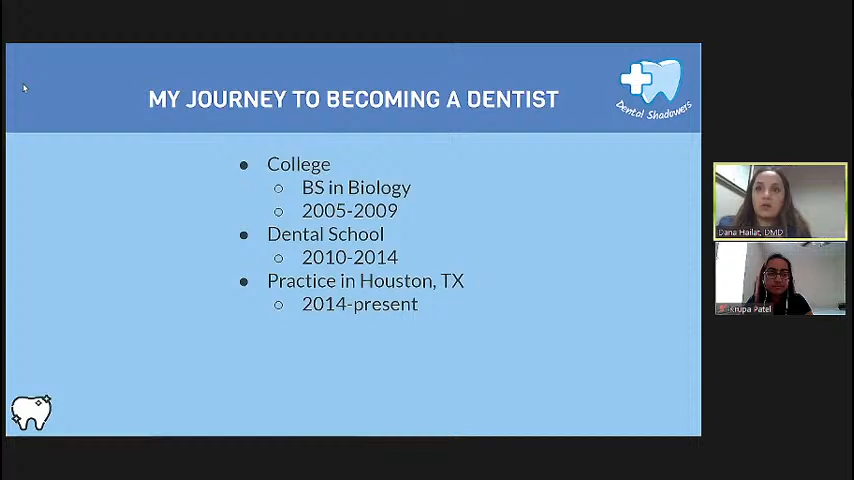 MY JOURNEY TO BECOMING A DENTIST
Dental Shadowers
● College
○ BS in Biology
○ 2005-2009
● Dental School
○ 2010-2014
● Practice in Houston, TX
○ 2014-present
Dana Hailat, DMD
Krupa Patel